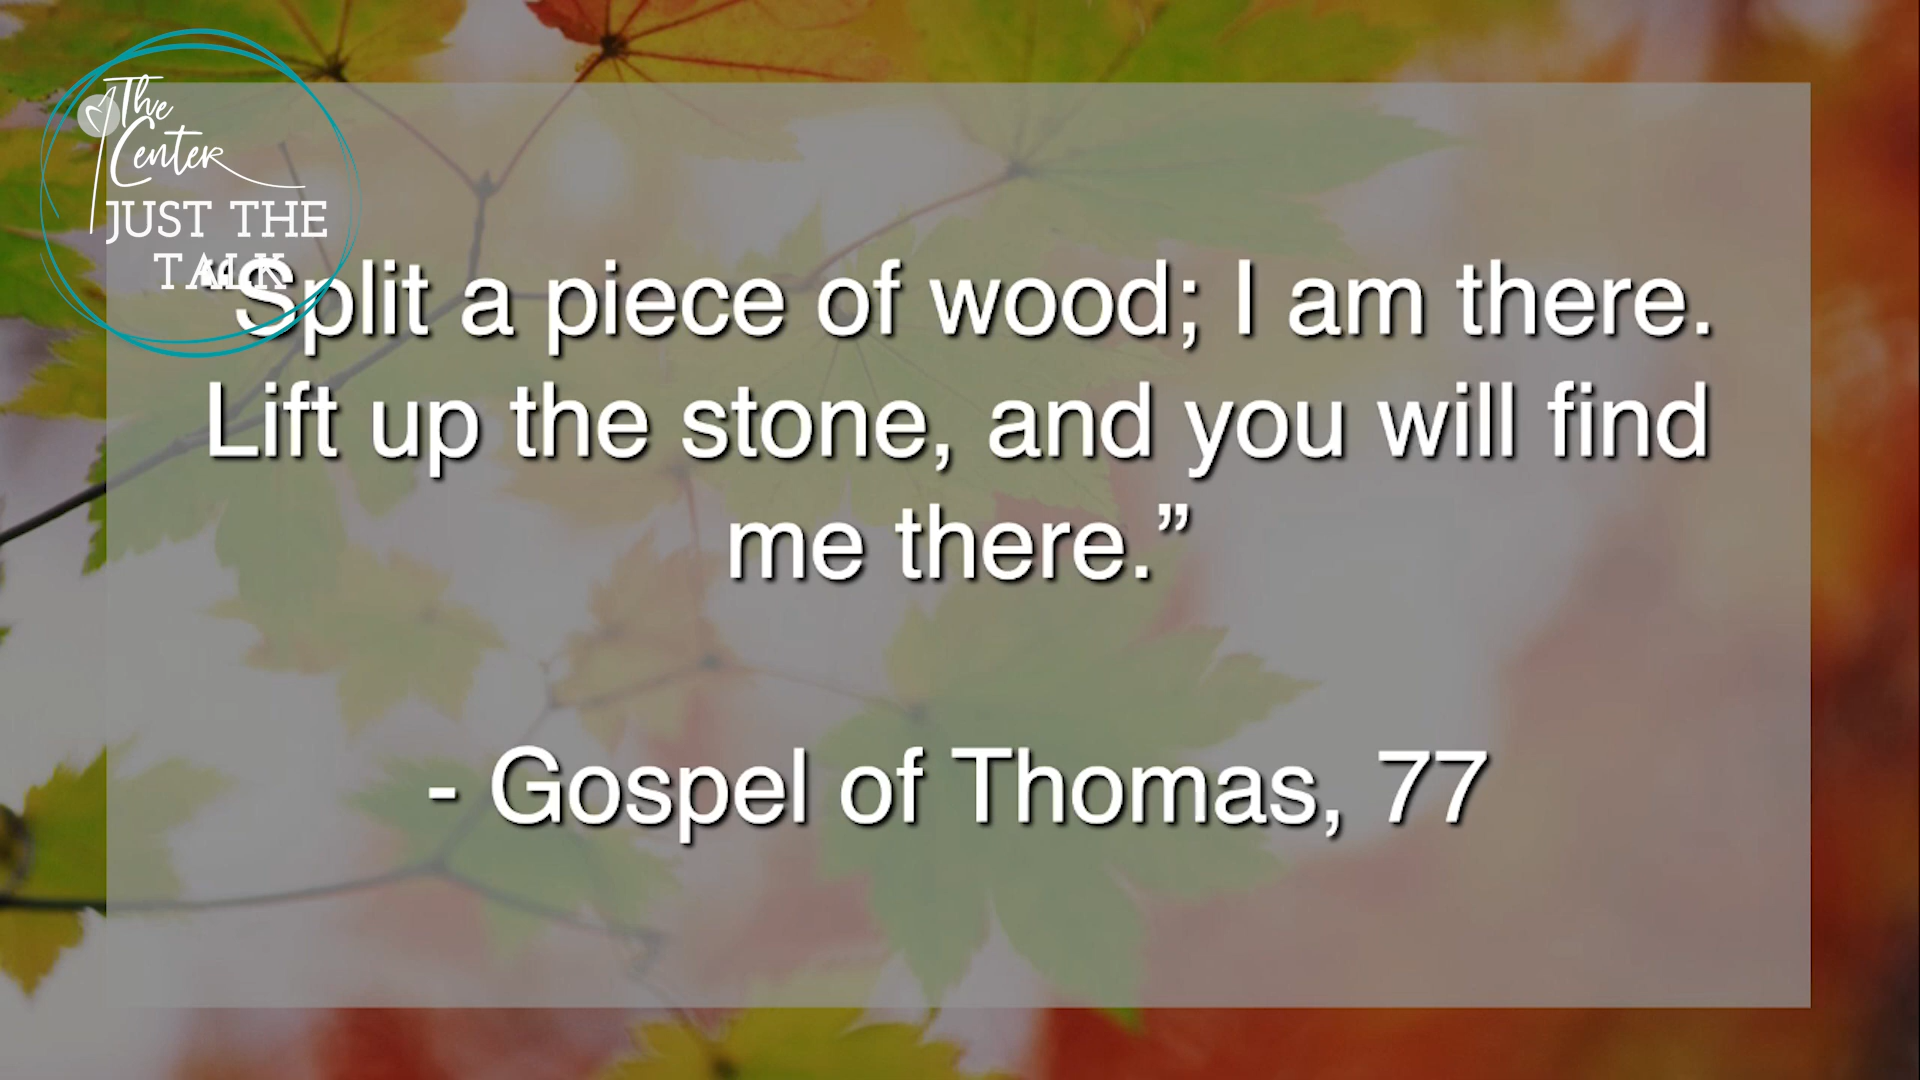 The
Center
JUST THE
TALK
“Split a piece of wood; I am there.
Lift up the stone, and you will find
me there.”
- Gospel of Thomas, 77